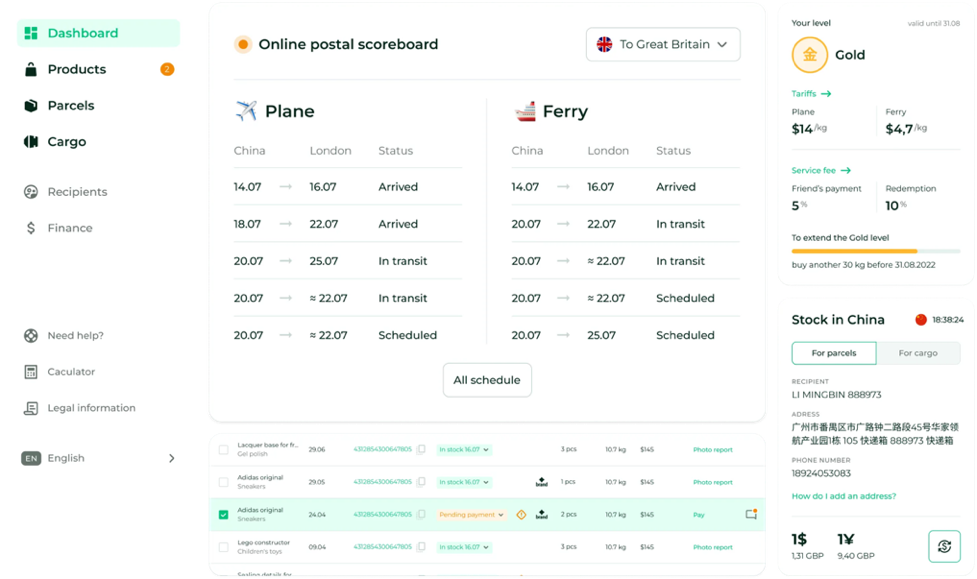 Dashboard
Products
2
Parcels
Cargo
Recipients
Finance
Need help?
Caculator
Legal information
EN English
Online postal scoreboard
To Great Britain
Plane
China London Status
14.07 → 16.07 Arrived
18.07 → 22.07 Arrived
20.07 → 25.07 In transit
20.07 → ≈ 22.07 In transit
20.07 → ≈ 22.07 Scheduled
Ferry
China London Status
14.07 → 16.07 Arrived
20.07 → 22.07 In transit
20.07 → ≈ 22.07 In transit
20.07 → ≈ 22.07 Scheduled
20.07 → 25.07 Scheduled
All schedule
Lacquer base for fr...
Gel polish
29.06 4312854300647805 In stock 16.07 3 pcs 10.7 kg $145 Photo report
Adidas original
Sneakers
29.05 4312854300647805 In stock 16.07 brand 1 pcs 10.7 kg $145 Photo report
Adidas original
Sneakers
24.04 4312854300647805 Pending payment brand 2 pcs 10.7 kg $145 Pay
Lego constructor
Children's toys
09.04 4312854300647805 In stock 16.07 3 pcs 10.7 kg $145 Photo report
Sealing details for
Your level valid until 31.08
金 Gold
Tariffs →
Plane Ferry
$14/kg $4,7/kg
Service fee →
Friend's payment Redemption
5% 10%
To extend the Gold level
buy another 30 kg before 31.08.2022
Stock in China 18:38:24
For parcels For cargo
RECIPIENT
LI MINGBIN 888973
ADRESS
广州市番禺区市广路钟二路段45号华家领
航产业园1栋 105 快递箱 888973 快递箱
PHONE NUMBER
18924053083
How do I add an address?
1$ 1¥
1,31 GBP 9,40 GBP